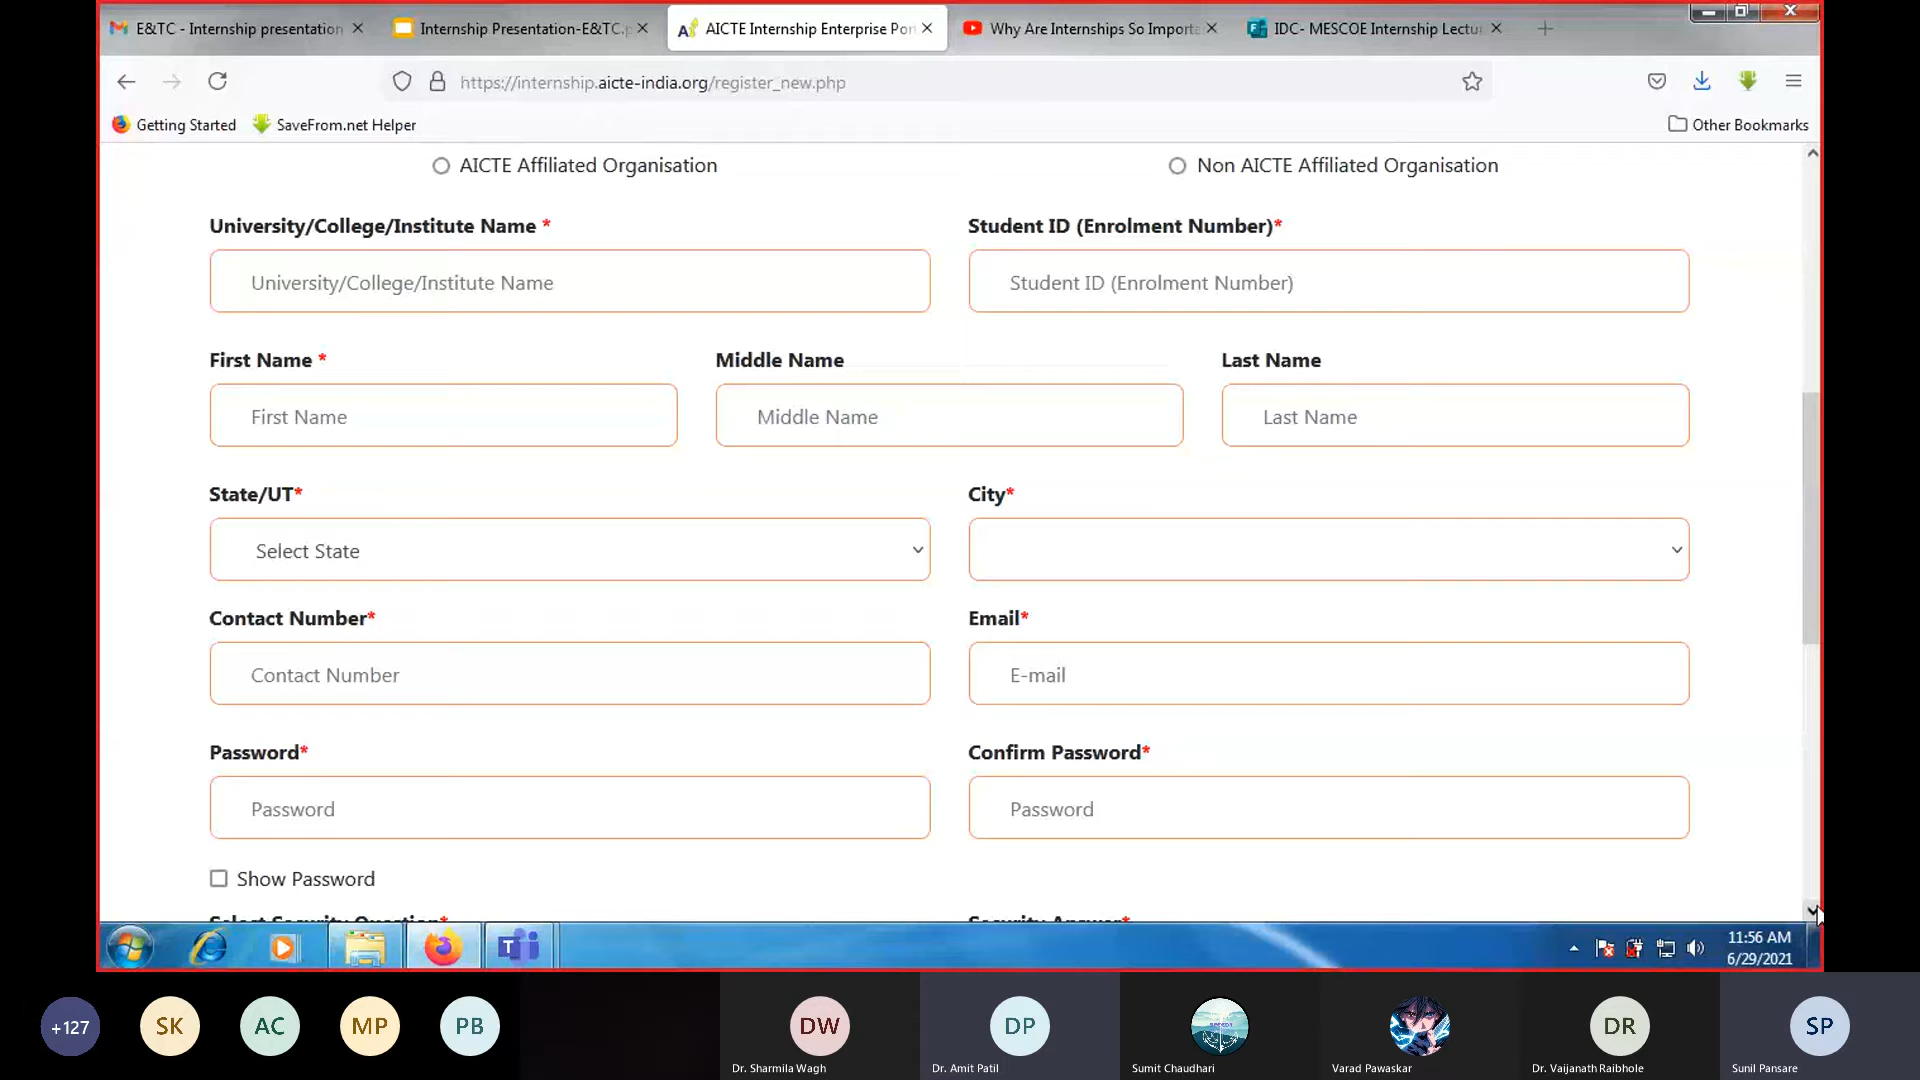 E&TC - Internship presentation
Internship Presentation-E&TC.p
AICTE Internship Enterprise Por
Why Are Internships So Importa
IDC- MESCOE Internship Lectu
https://internship.aicte-india.org/register_new.php
Getting Started
SaveFrom.net Helper
Other Bookmarks
AICTE Affiliated Organisation
Non AICTE Affiliated Organisation
University/College/Institute Name *
Student ID (Enrolment Number)*
University/College/Institute Name
Student ID (Enrolment Number)
First Name *
Middle Name
Last Name
First Name
Middle Name
Last Name
State/UT*
City*
Select State
Contact Number*
Email*
Contact Number
E-mail
Password*
Confirm Password*
Password
Password
Show Password
Select Security Question*
Security Answer*
11:56 AM
6/29/2021
+127
SK
AC
MP
PB
DW
DP
DR
SP
Dr. Sharmila Wagh
Dr. Amit Patil
Sumit Chaudhari
Varad Pawaskar
Dr. Vaijanath Raibhole
Sunil Pansare